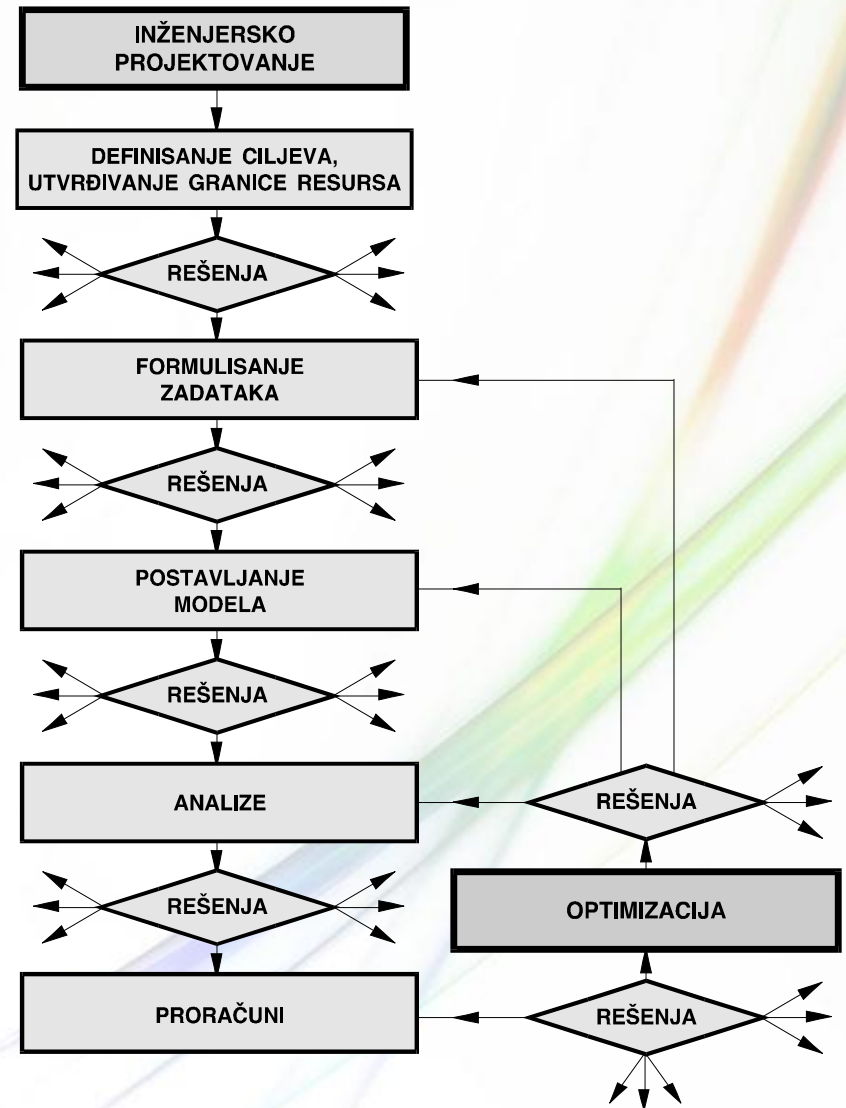 INŽENJERSKO
PROJEKTOVANJE
DEFINISANJE CILJEVA,
UTVRĐIVANJE GRANICE RESURSA
REŠENJA
FORMULISANJE
ZADATAKA
REŠENJA
POSTAVLJANJE
MODELA
REŠENJA
ANALIZE
REŠENJA
REŠENJA
OPTIMIZACIJA
PRORAČUNI
REŠENJA